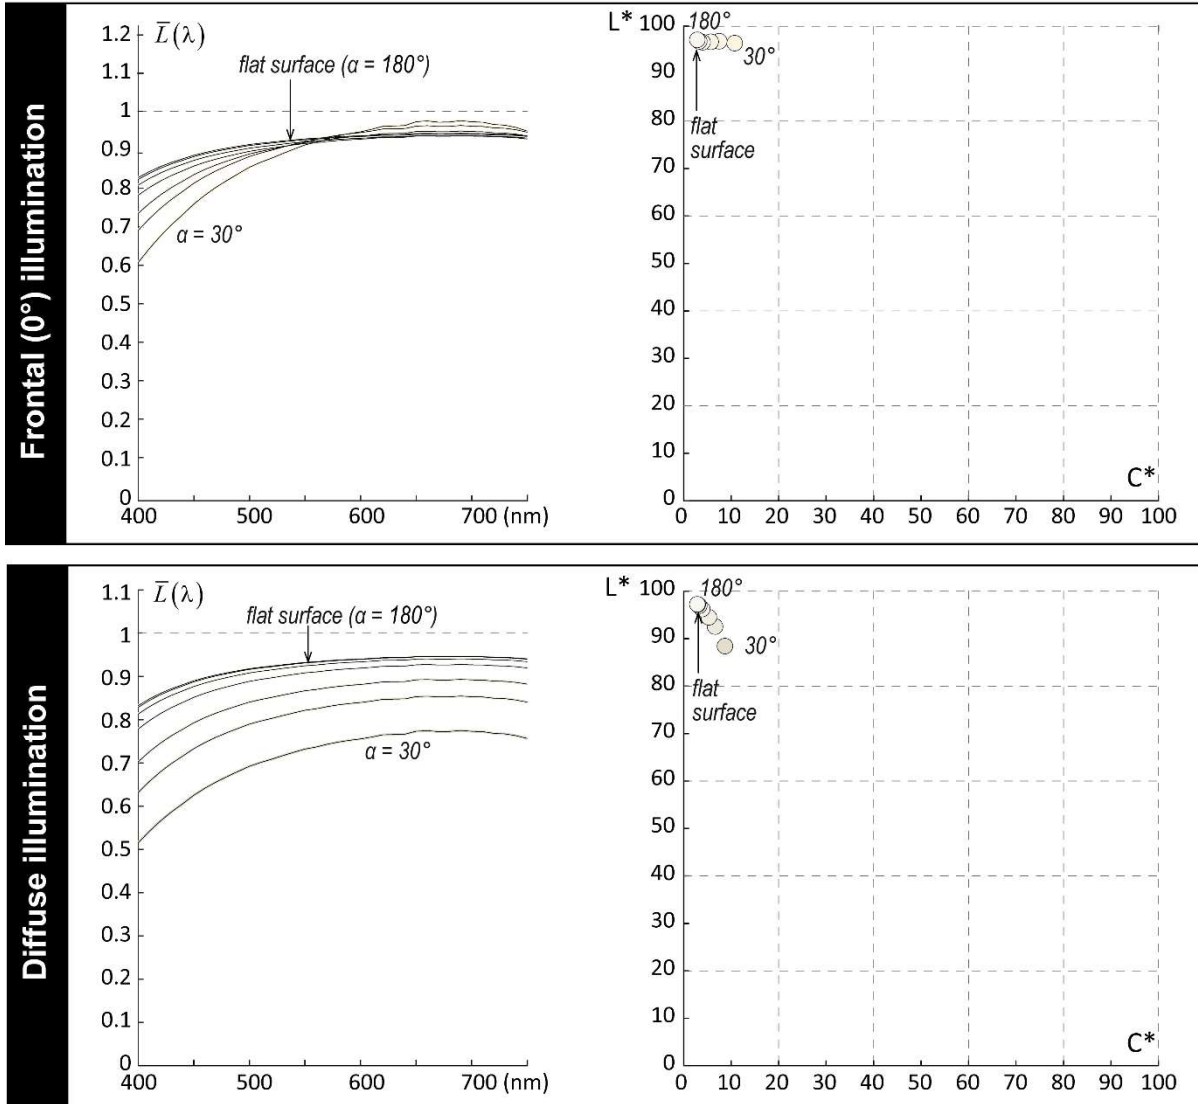 Frontal (0°) illumination
L̅(λ)
flat surface (α = 180°)
α = 30°
1.2
1.1
1
0.9
0.8
0.7
0.6
0.5
0.4
0.3
0.2
0.1
0
400 500 600 700 (nm)
L*
180°
30°
flat
surface
C*
100
90
80
70
60
50
40
30
20
10
0
0 10 20 30 40 50 60 70 80 90 100
Diffuse illumination
L̅(λ)
flat surface (α = 180°)
α = 30°
1.1
1
0.9
0.8
0.7
0.6
0.5
0.4
0.3
0.2
0.1
0
400 500 600 700 (nm)
L*
180°
30°
flat
surface
C*
100
90
80
70
60
50
40
30
20
10
0
0 10 20 30 40 50 60 70 80 90 100